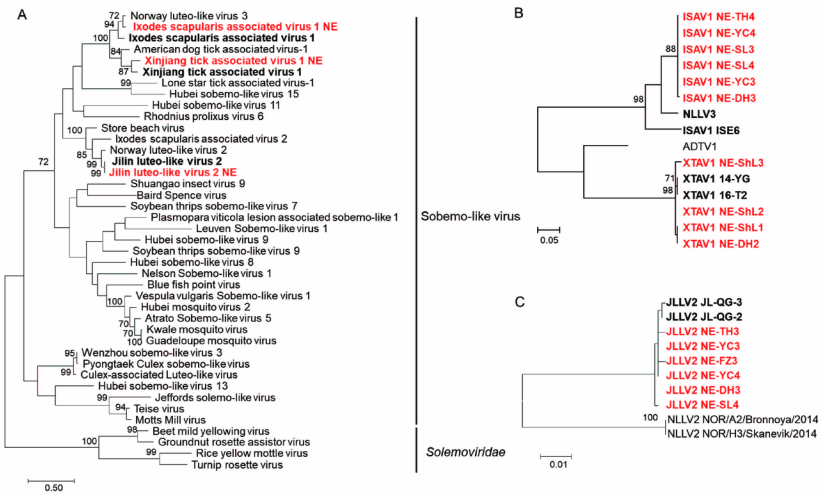 A
Norway luteo-like virus 3
72
Ixodes scapularis associated virus 1 NE
94
Ixodes scapularis associated virus 1
100
American dog tick associated virus-1
84
Xinjiang tick associated virus 1 NE
Xinjiang tick associated virus 1
87
Lone star tick associated virus-1
99
Hubei sobemo-like virus 15
Hubei sobemo-like virus 11
Rhodnius prolixus virus 6
Store beach virus
100
Ixodes scapularis associated virus 2
Norway luteo-like virus 2
85
Jilin luteo-like virus 2
99
Jilin luteo-like virus 2 NE
99
72
Shuangao insect virus 9
Baird Spence virus
Soybean thrips sobemo-like virus 7
Plasmopara viticola lesion associated sobemo-like 1
Leuven Sobemo-like virus 1
Hubei sobemo-like virus 9
Soybean thrips sobemo-like virus 9
Hubei sobemo-like virus 8
Nelson Sobemo-like virus 1
Blue fish point virus
Vespula vulgaris Sobemo-like virus 1
100
Hubei mosquito virus 2
Atrato Sobemo-like virus 5
70
Kwale mosquito virus
70
Guadeloupe mosquito virus
100
Wenzhou sobemo-like virus 3
95
Pyongtaek Culex sobemo-like virus
Culex-associated Luteo-like virus
99
Hubei sobemo-like virus 13
Jeffords solemo-like virus
99
Teise virus
94
Motts Mill virus
Beet mild yellowing virus
98
Groundnut rosette assistor virus
100
Rice yellow mottle virus
99
Turnip rosette virus
0.50
Sobemo-like virus
Solemoviridae
B
ISAV1 NE-TH4
ISAV1 NE-YC4
ISAV1 NE-SL3
88
ISAV1 NE-SL4
ISAV1 NE-YC3
ISAV1 NE-DH3
98
NLLV3
ISAV1 ISE6
ADTV1
XTAV1 NE-ShL3
XTAV1 14-YG
71
XTAV1 16-T2
98
XTAV1 NE-ShL2
XTAV1 NE-ShL1
XTAV1 NE-DH2
0.05
C
JLLV2 JL-QG-3
JLLV2 JL-QG-2
JLLV2 NE-TH3
JLLV2 NE-YC3
JLLV2 NE-FZ3
JLLV2 NE-YC4
JLLV2 NE-DH3
JLLV2 NE-SL4
100
NLLV2 NOR/A2/Bronnoya/2014
NLLV2 NOR/H3/Skanevik/2014
0.01